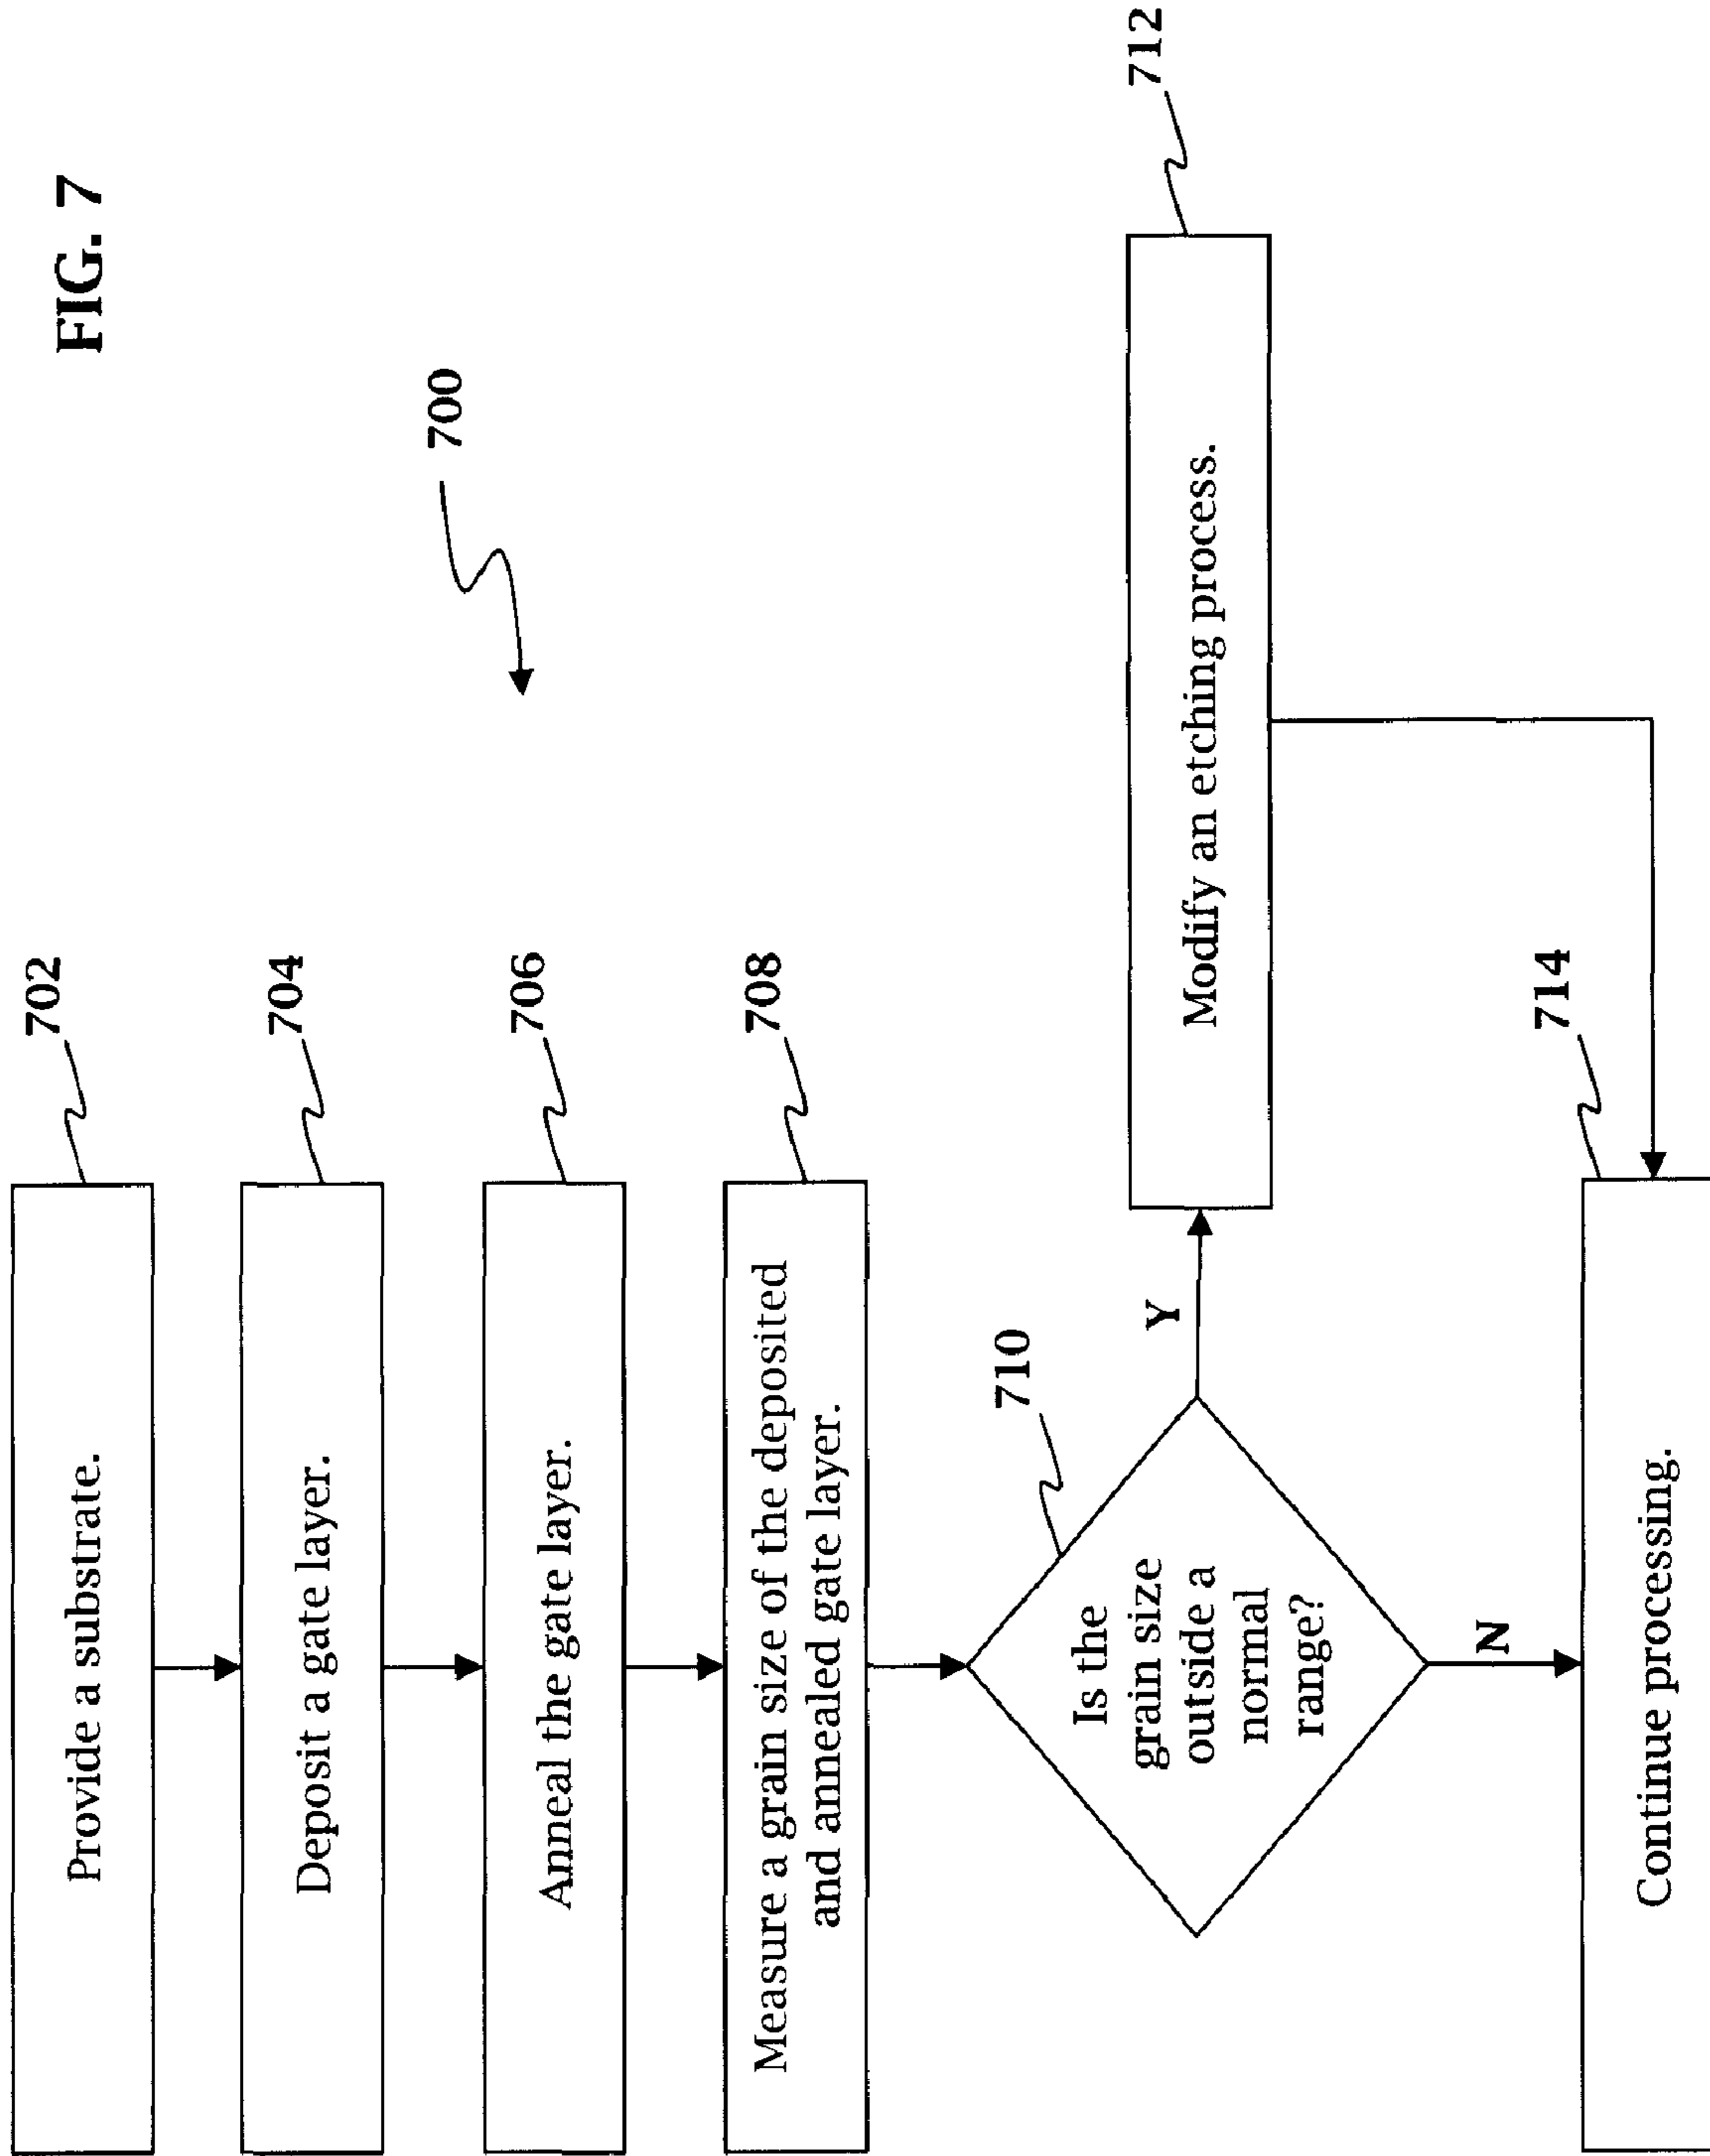 FIG. 7
700
702
Provide a substrate.
704
Deposit a gate layer.
706
Anneal the gate layer.
708
Measure a grain size of the deposited
and annealed gate layer.
710
Is the
grain size
outside a
normal
range?
Y
712
Modify an etching process.
N
714
Continue processing.